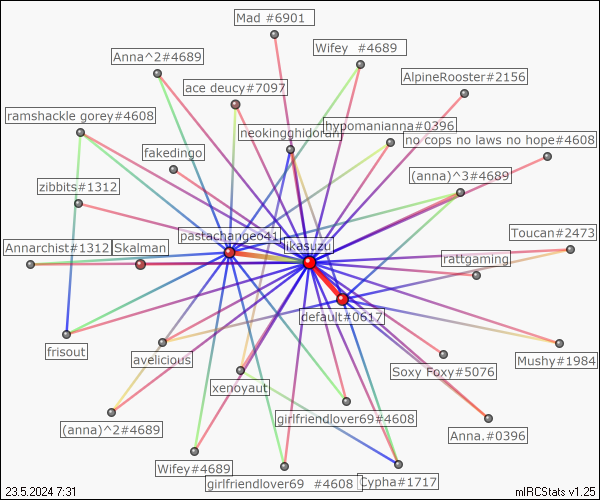 Mad #6901
Wifey  #4689
Anna^2#4689
AlpineRooster#2156
ace deucy#7097
ramshackle gorey#4608
hypomanianna#0396
neokingghidorah
no cops no laws no hope#4608
fakedingo
(anna)^3#4689
zibbits#1312
Toucan#2473
pastachangeo41
Annarchist#1312
Skalman
likasuzu
rattgaming
default#0617
frisout
avelicious
Mushy#1984
Soxy Foxy#5076
xenoyaut
girlfriendlover69#4608
(anna)^2#4689
Anna.#0396
Wifey#4689
girlfriendlover69  #4608
Cypha#1717
23.5.2024 7:31
mIRCStats v1.25